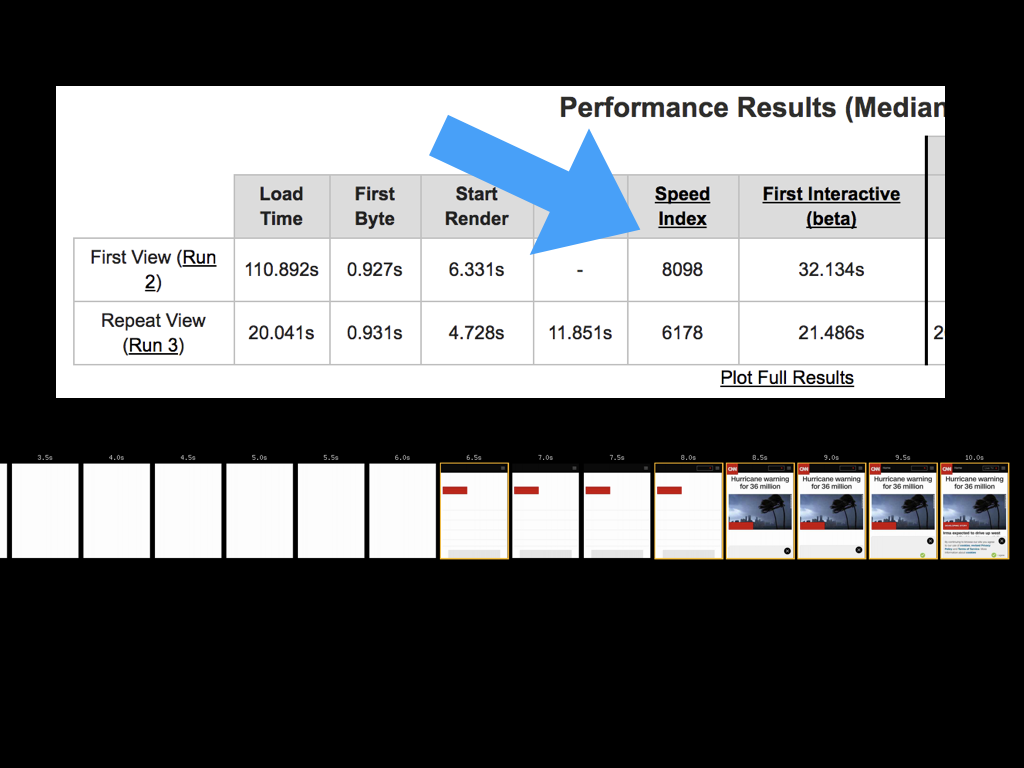 Performance Results (Median
Load Time
First Byte
Start Render
Speed Index
First Interactive (beta)
First View (Run 2)
110.892s
0.927s
6.331s
-
8098
32.134s
Repeat View (Run 3)
20.041s
0.931s
4.728s
11.851s
6178
21.486s
2
Plot Full Results
3.5s
4.0s
4.5s
5.0s
5.5s
6.0s
6.5s
7.0s
7.5s
8.0s
8.5s
9.0s
9.5s
10.0s
CNN
Hurricane warning
for 36 million
CNN
Hurricane warning
for 36 million
CNN
Hurricane warning
for 36 million
CNN
Hurricane warning
for 36 million
Irma expected to drive up west